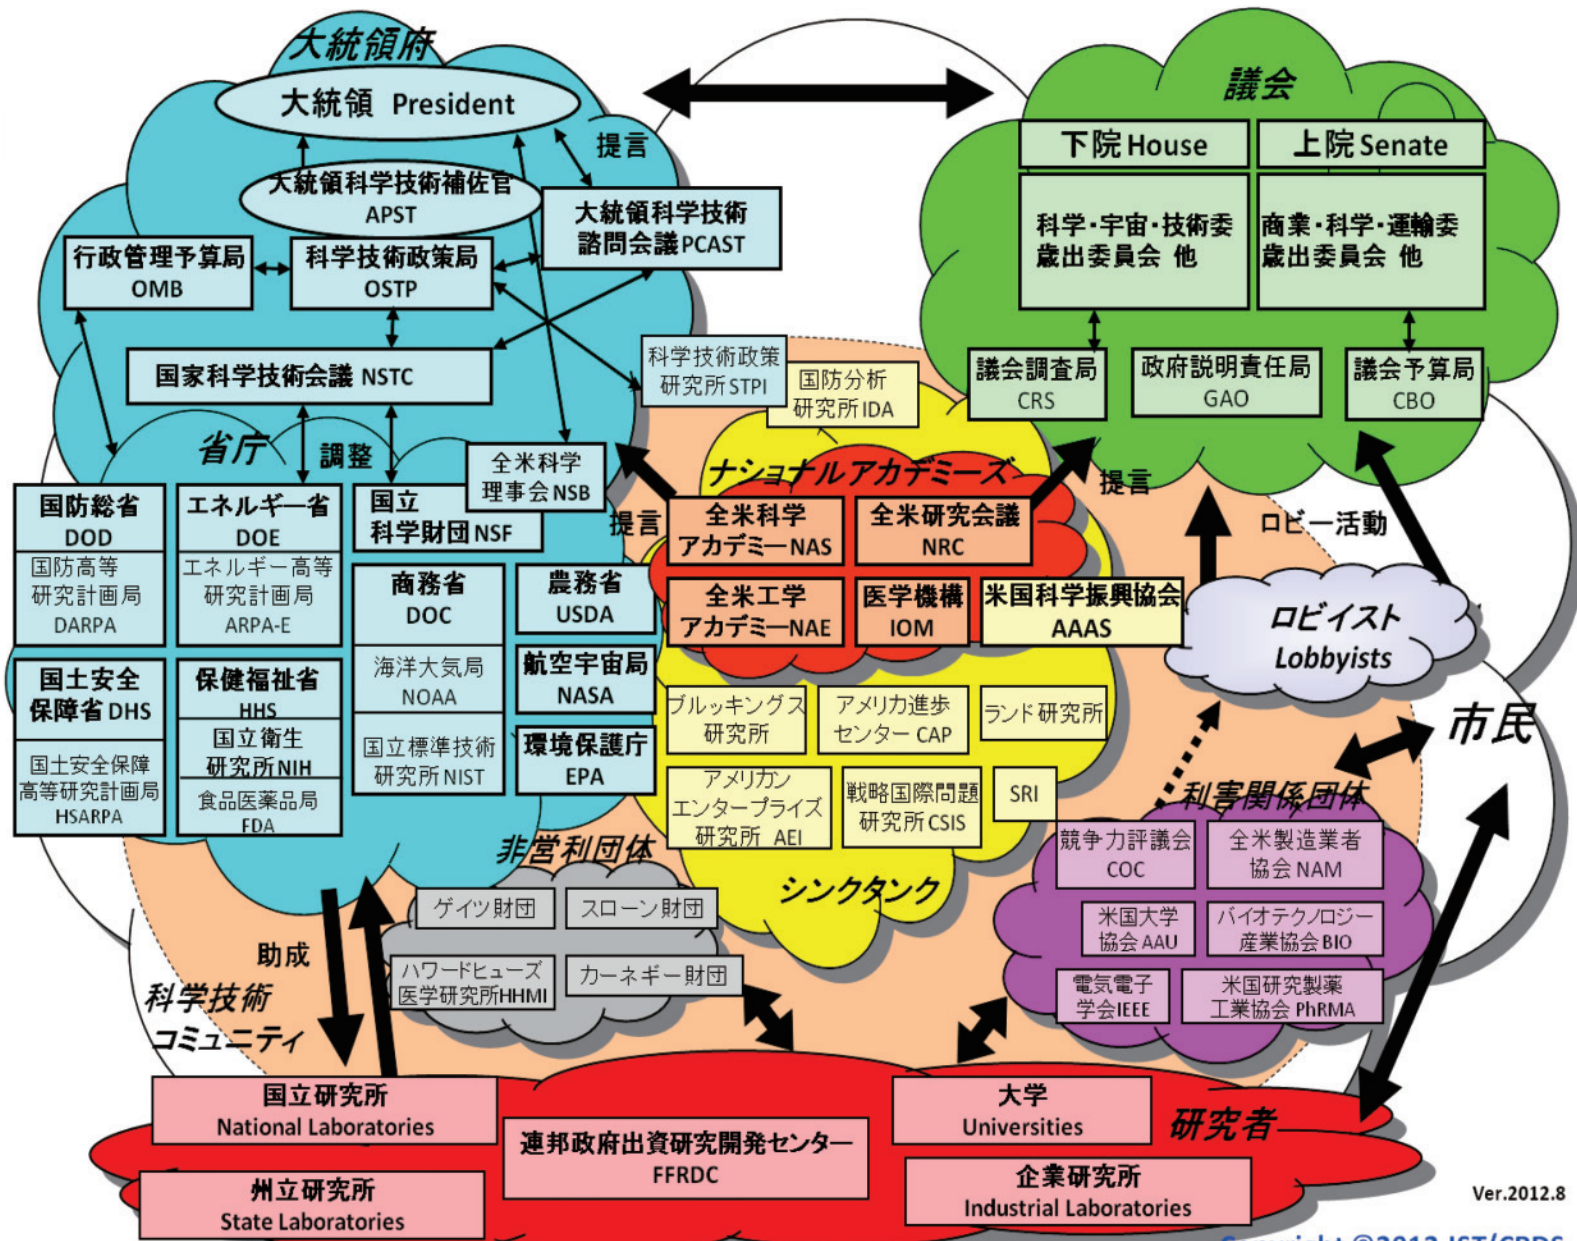 大統領府
大統領 President
提言
大統領科学技術補佐官
APST
大統領科学技術
諮問会議PCAST
行政管理予算局
OMB
科学技術政策局
OSTP
国家科学技術会議 NSTC
議会
下院 House
上院 Senate
科学・宇宙・技術委
歳出委員会 他
商業・科学・運輸委
歳出委員会 他
議会調査局
CRS
政府説明責任局
GAO
議会予算局
CBO
科学技術政策
研究所STPI
国防分析
研究所IDA
省庁
調整
全米科学
理事会NSB
国防総省
DOD
国防高等
研究計画局
DARPA
エネルギー省
DOE
エネルギー高等
研究計画局
ARPA-E
国立
科学財団 NSF
商務省
DOC
海洋大気局
NOAA
国立標準技術
研究所NIST
農務省
USDA
航空宇宙局
NASA
環境保護庁
EPA
国土安全
保障省 DHS
国土安全保障
高等研究計画局
HSARPA
保健福祉省
HHS
国立衛生
研究所NIH
食品医薬品局
FDA
提言
ナショナルアカデミーズ
提言
全米科学
アカデミーNAS
全米研究会議
NRC
全米工学
アカデミーNAE
医学機構
IOM
米国科学振興協会
AAAS
ブルッキングス
研究所
アメリカ進歩
センター CAP
ランド研究所
アメリカン
エンタープライズ
研究所 AEI
戦略国際問題
研究所CSIS
SRI
シンクタンク
ロビー活動
ロビイスト
Lobbyists
市民
利害関係団体
競争力評議会
COC
全米製造業者
協会 NAM
米国大学
協会 AAU
バイオテクノロジー
産業協会 BIO
電気電子
学会IEEE
米国研究製薬
工業協会 PhRMA
非営利団体
ゲイツ財団
スローン財団
ハワードヒューズ
医学研究所HHMI
カーネギー財団
助成
科学技術
コミュニティ
国立研究所
National Laboratories
州立研究所
State Laboratories
連邦政府出資研究開発センター
FFRDC
大学
Universities
研究者
企業研究所
Industrial Laboratories
Ver.2012.8
Copyright ©2012 JST/CRDS